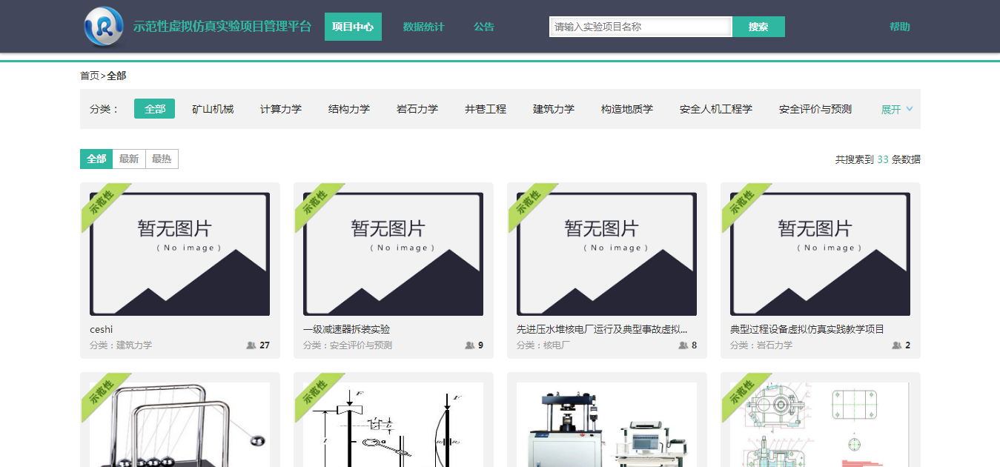 示范性虚拟仿真实验项目管理平台 项目中心 数据统计 公告 请输入实验项目名称 搜索 帮助
首页>全部
分类： 全部 矿山机械 计算力学 结构力学 岩石力学 井巷工程 建筑力学 构造地质学 安全人机工程学 安全评价与预测 展开
全部 最新 最热 共搜索到 33 条数据
示范性 示范性 示范性 示范性
暂无图片 暂无图片 暂无图片 暂无图片
( No image ) ( No image ) ( No image ) ( No image )
ceshi 一级减速器拆装实验 先进压水堆核电厂运行及典型事故虚拟... 典型过程设备虚拟仿真实践教学项目
分类：建筑力学 27 分类：安全评价与预测 9 分类：核电厂 8 分类：岩石力学 2
示范性 示范性 示范性
F F